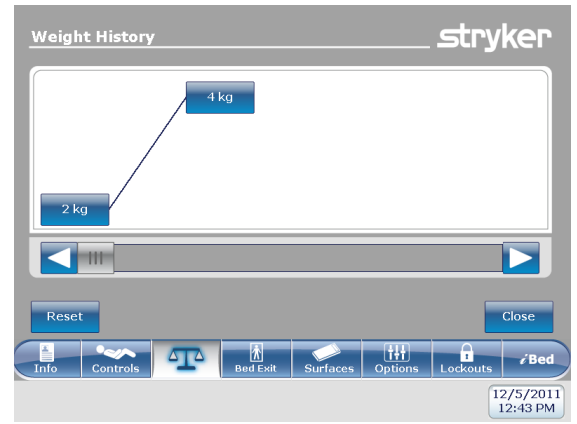 Weight History
stryker
4 kg
2 kg
Reset
Close
Info
Controls
Bed Exit
Surfaces
Options
Lockouts
iBed
12/5/2011
12:43 PM